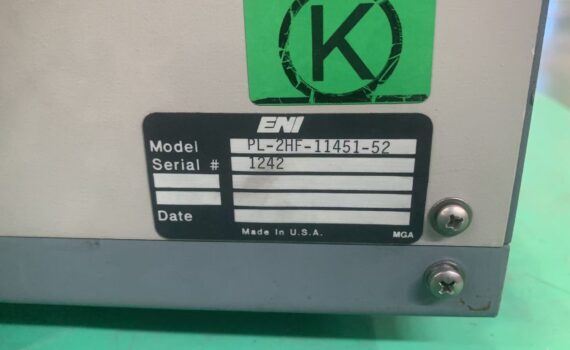 K
ENI
Model PL-2HF-11451-52
Serial # 1242
Date
Made In U.S.A. MGA